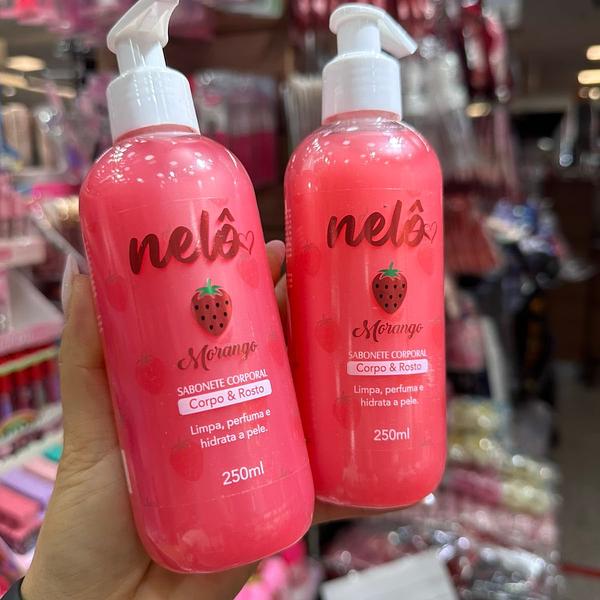 nelô
Morango
SABONETE CORPORAL
Corpo & Rosto
Limpa, perfuma e
hidrata a pele.
250ml
nelô
Morango
SABONETE CORPORAL
Corpo & Rosto
Limpa, perfuma e
hidrata a pele.
250ml